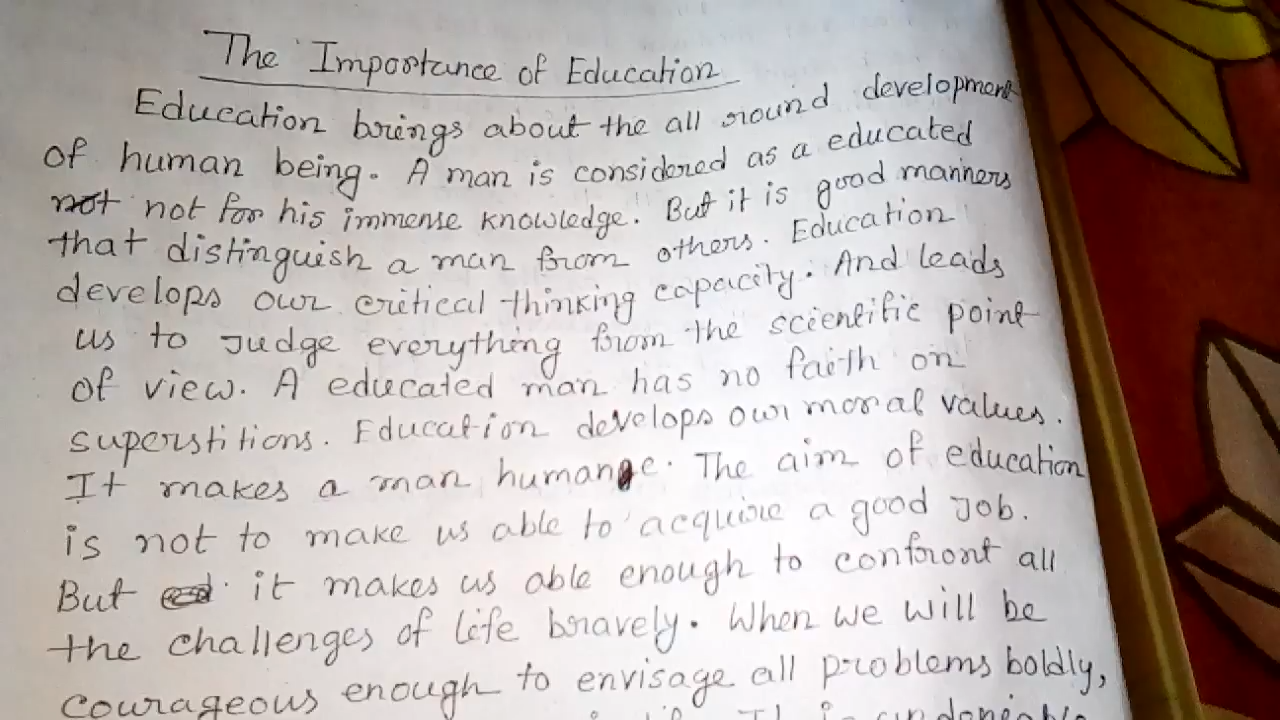 The Importance of Education
Education brings about the all round development
of human being. A man is considered as a educated
not not for his immense knowledge. But it is good manners
that distinguish a man from others. Education
develops our critical thinking capacity. And leads
us to Judge everything from the scientific point
of view. A educated man has no faith on
superstitions. Education develops our moral values.
It makes a man humane. The aim of education
is not to make us able to acquire a good Job.
But it makes us able enough to confront all
the challenges of life bravely. When we will be
courageous enough to envisage all problems boldly,